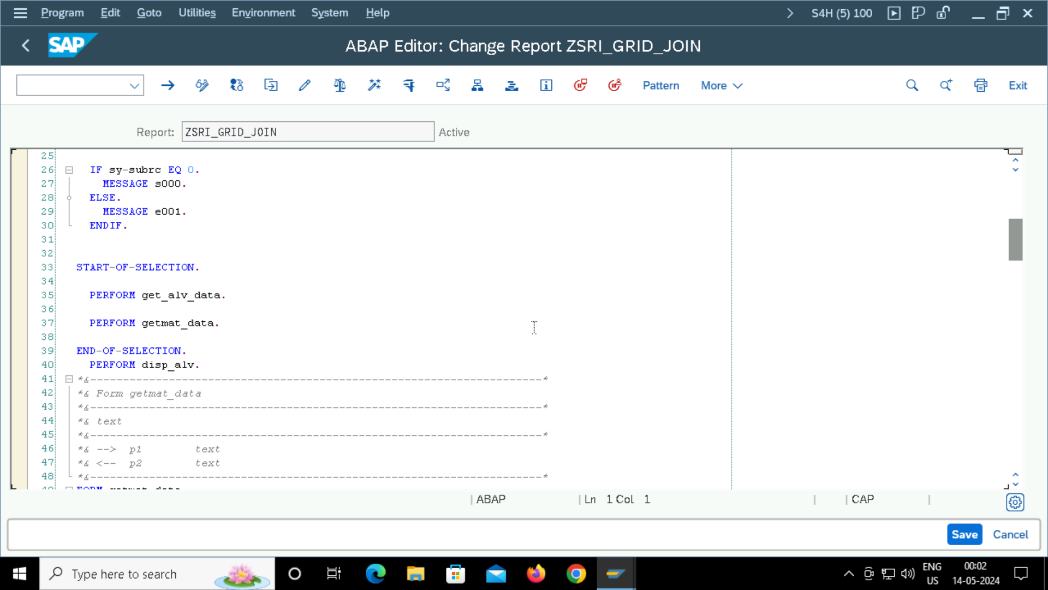 Program Edit Goto Utilities Environment System Help S4H (5) 100
SAP ABAP Editor: Change Report ZSRI_GRID_JOIN
Pattern More Exit
Report: ZSRI_GRID_JOIN Active
25
26 IF sy-subrc EQ 0.
27 MESSAGE s000.
28 ELSE.
29 MESSAGE e001.
30 ENDIF.
31
32
33 START-OF-SELECTION.
34
35 PERFORM get_alv_data.
36
37 PERFORM getmat_data.
38
39 END-OF-SELECTION.
40 PERFORM disp_alv.
41 *&---------------------------------------------------------------------*
42 *& Form getmat_data
43 *&---------------------------------------------------------------------*
44 *& text
45 *&---------------------------------------------------------------------*
46 *& --> p1 text
47 *& <-- p2 text
48 *&---------------------------------------------------------------------*
49 FORM getmat_data
ABAP Ln 1 Col 1 CAP
Save Cancel
Type here to search ENG US 00:02 14-05-2024